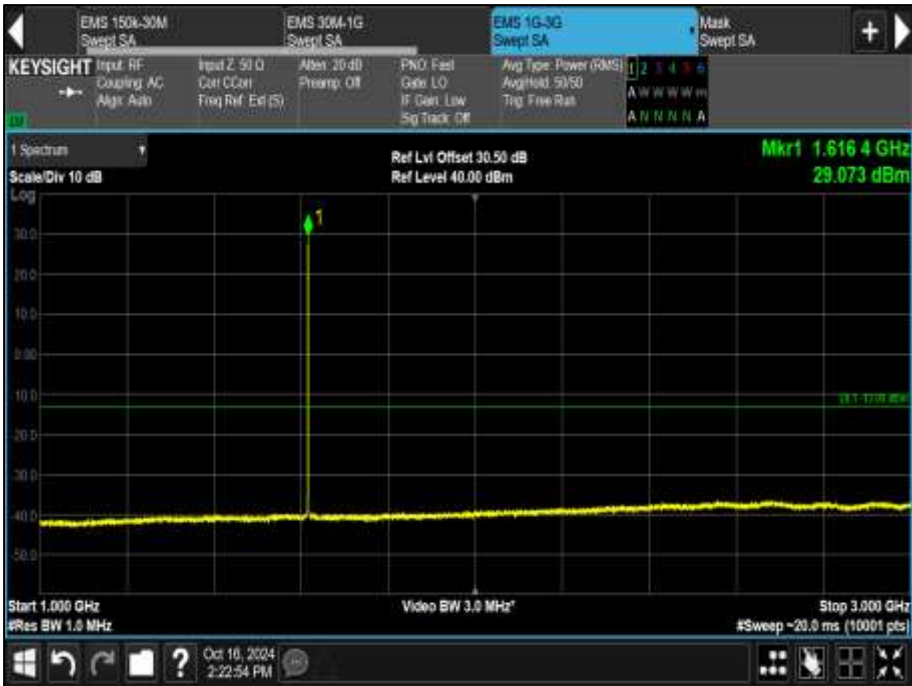 EMS 150k-30M
Swept SA
EMS 30M-1G
Swept SA
EMS 1G-3G
Swept SA
Mask
Swept SA
+
KEYSIGHT
Input: RF
Coupling: AC
Align: Auto
Input Z: 50 Ω
Corr CCorr
Freq Ref: Ext (S)
Atten: 20 dB
Preamp: Off
PNO: Fast
Gate: LO
IF Gain: Low
Sig Track: Off
Avg Type: Power (RMS)
Avg|Hold: 50/50
Trig: Free Run
1 2 3 4 5 6
A W W W W
A N N N N A
1 Spectrum
Ref Lvl Offset 30.50 dB
Mkr1 1.616 4 GHz
Scale/Div 10 dB
Ref Level 40.00 dBm
29.073 dBm
Log
1
30.0
20.0
10.0
0.00
-10.0
-20.0
-30.0
-40.0
-50.0
Start 1.000 GHz
Video BW 3.0 MHz*
Stop 3.000 GHz
#Res BW 1.0 MHz
#Sweep ~20.0 ms (10001 pts)
?
Oct 16, 2024
2:22:54 PM